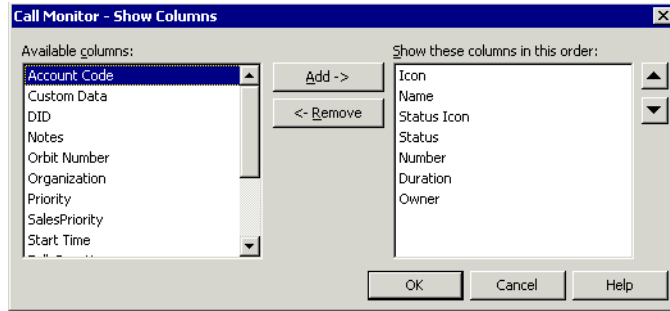 Call Monitor - Show Columns
Available columns:
Account Code
Custom Data
DID
Notes
Orbit Number
Organization
Priority
SalesPriority
Start Time
Add ->
<- Remove
Show these columns in this order:
Icon
Name
Status Icon
Status
Number
Duration
Owner
OK
Cancel
Help